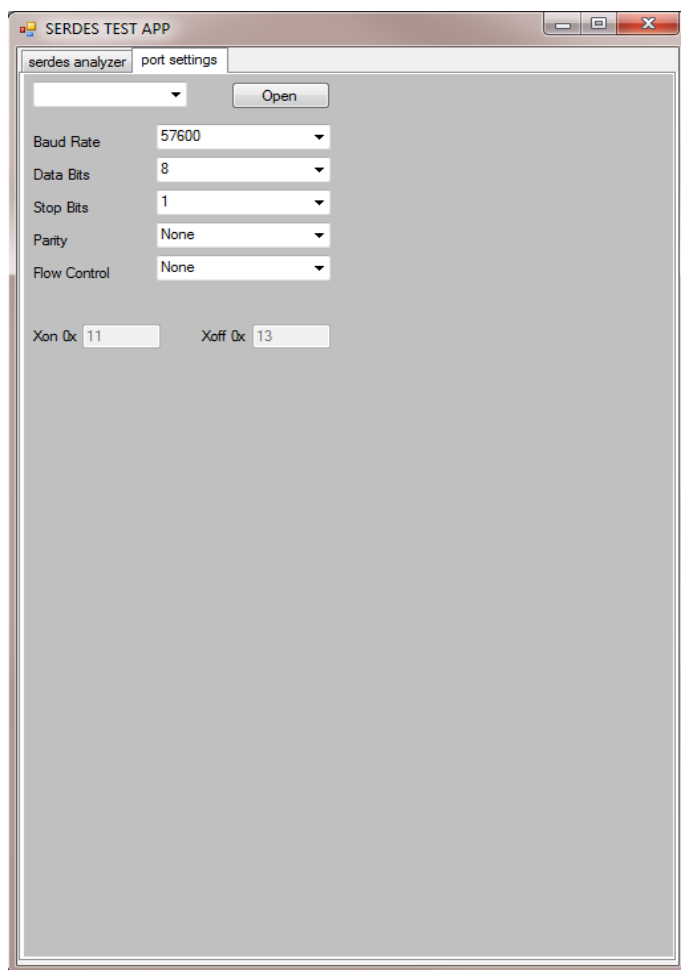 SERDES TEST APP
serdes analyzer port settings
Open
Baud Rate 57600
Data Bits 8
Stop Bits 1
Parity None
Flow Control None
Xon 0x 11 Xoff 0x 13